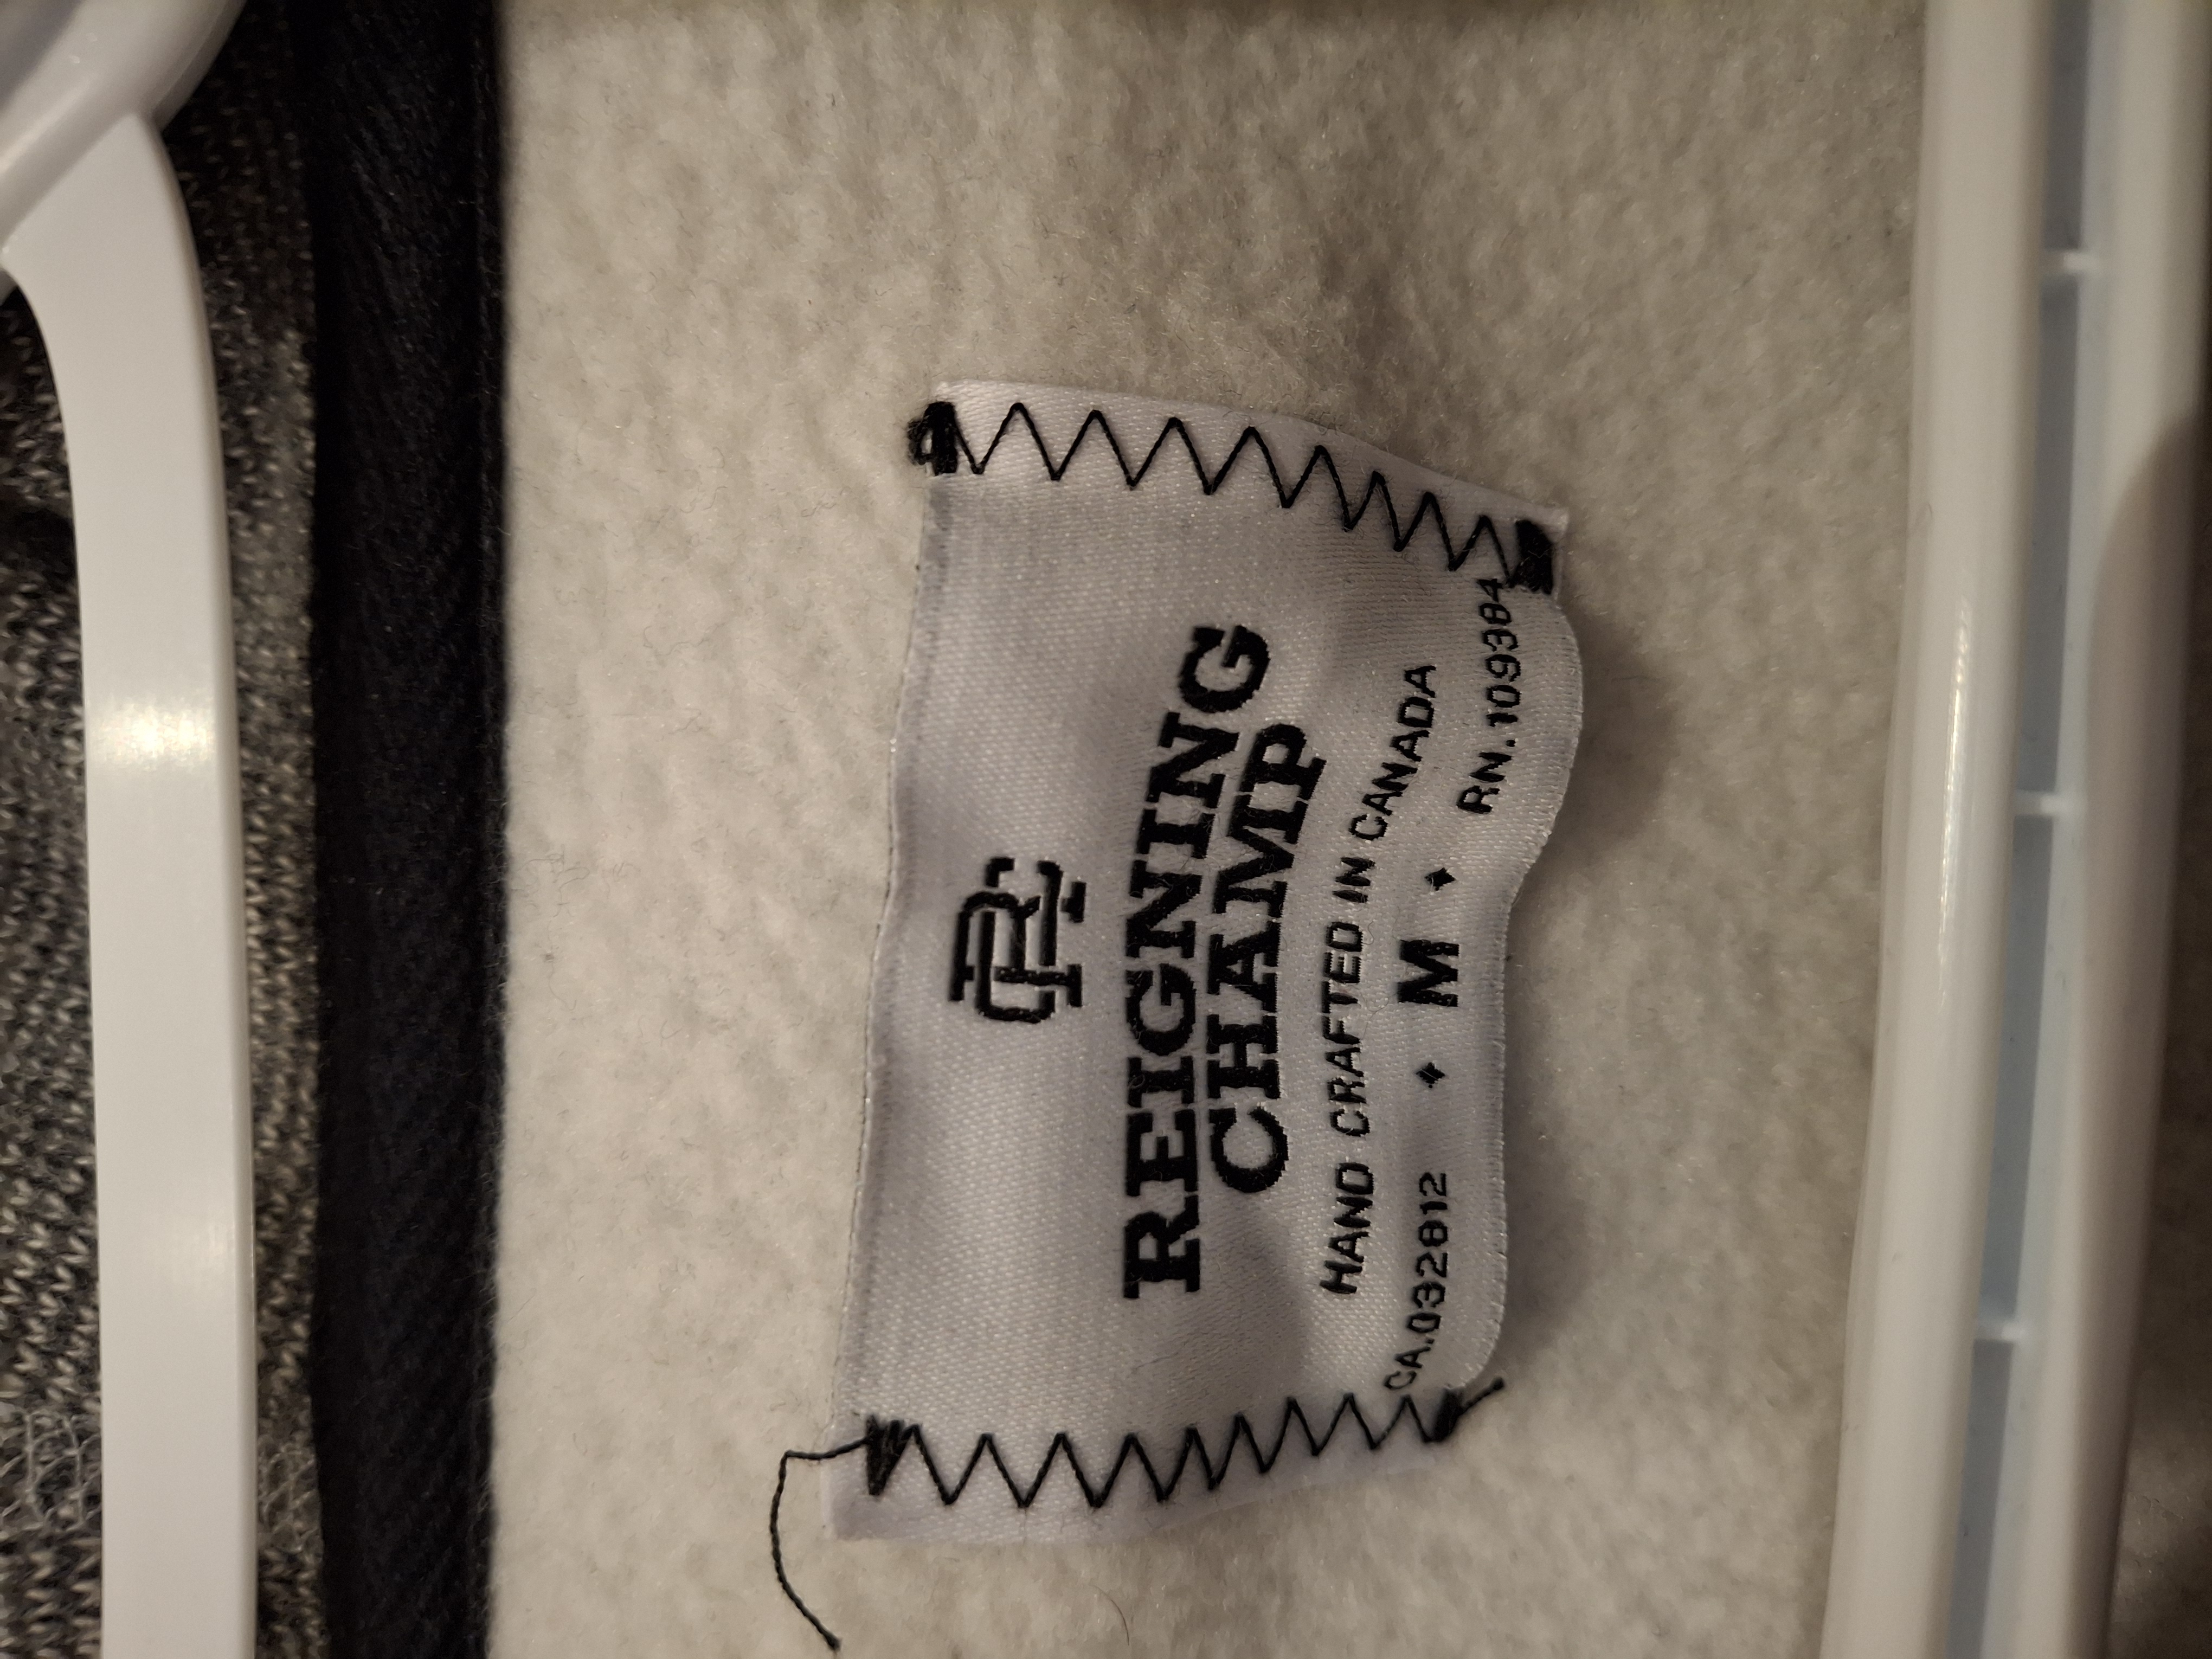 RC
REIGNING
CHAMP
HAND CRAFTED IN CANADA
CA.032812 ♦ M ♦ RN.109384